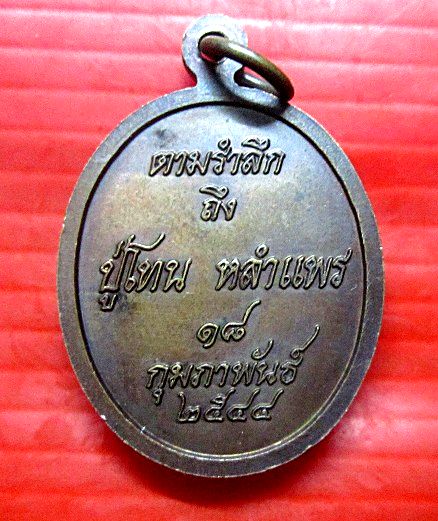 ตามรำลึก
ถึง
ปู่โทน หลำแพร
๑๘
กุมภาพันธ์
๒๕๔๔